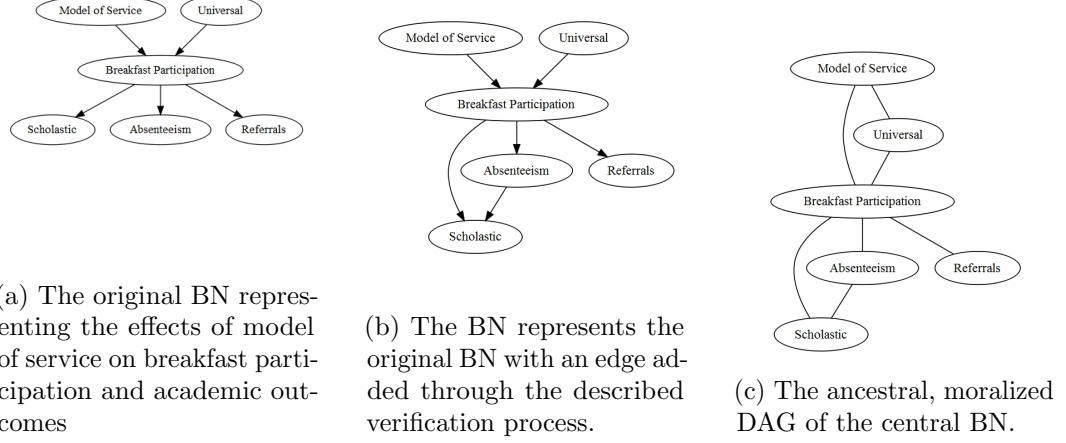 Model of Service
Universal
Breakfast Participation
Scholastic
Absenteeism
Referrals
(a) The original BN repres-
enting the effects of model
of service on breakfast parti-
cipation and academic out-
comes
Model of Service
Universal
Breakfast Participation
Absenteeism
Referrals
Scholastic
(b) The BN represents the
original BN with an edge ad-
ded through the described
verification process.
Model of Service
Universal
Breakfast Participation
Absenteeism
Referrals
Scholastic
(c) The ancestral, moralized
DAG of the central BN.